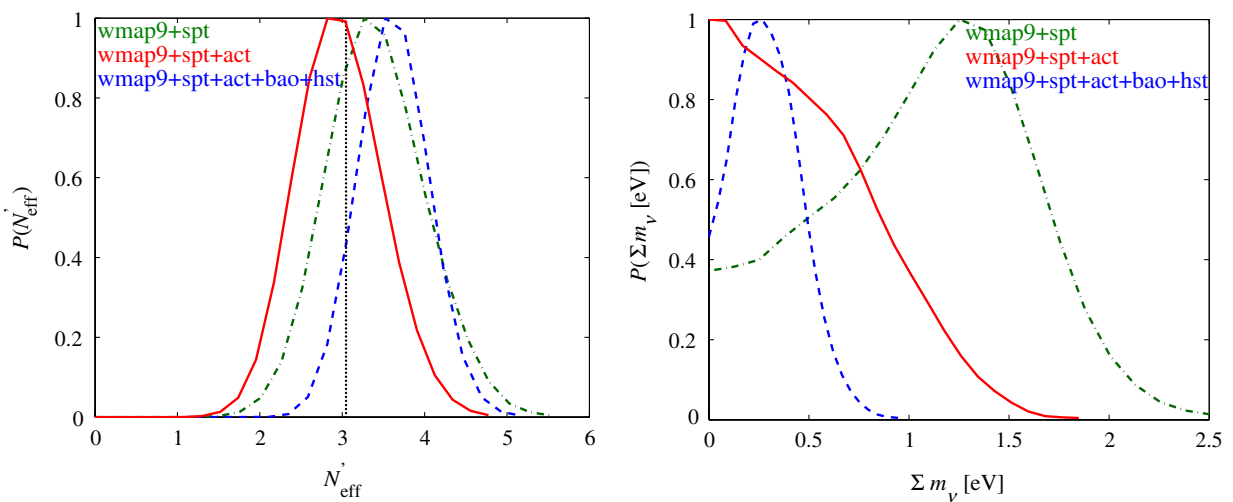 wmap9+spt
wmap9+spt+act
wmap9+spt+act+bao+hst
P(N'eff)
1
0.8
0.6
0.4
0.2
0
0 1 2 3 4 5 6
N'eff
wmap9+spt
wmap9+spt+act
wmap9+spt+act+bao+hst
P(Σmν [eV])
1
0.8
0.6
0.4
0.2
0
0 0.5 1 1.5 2 2.5
Σ mν [eV]